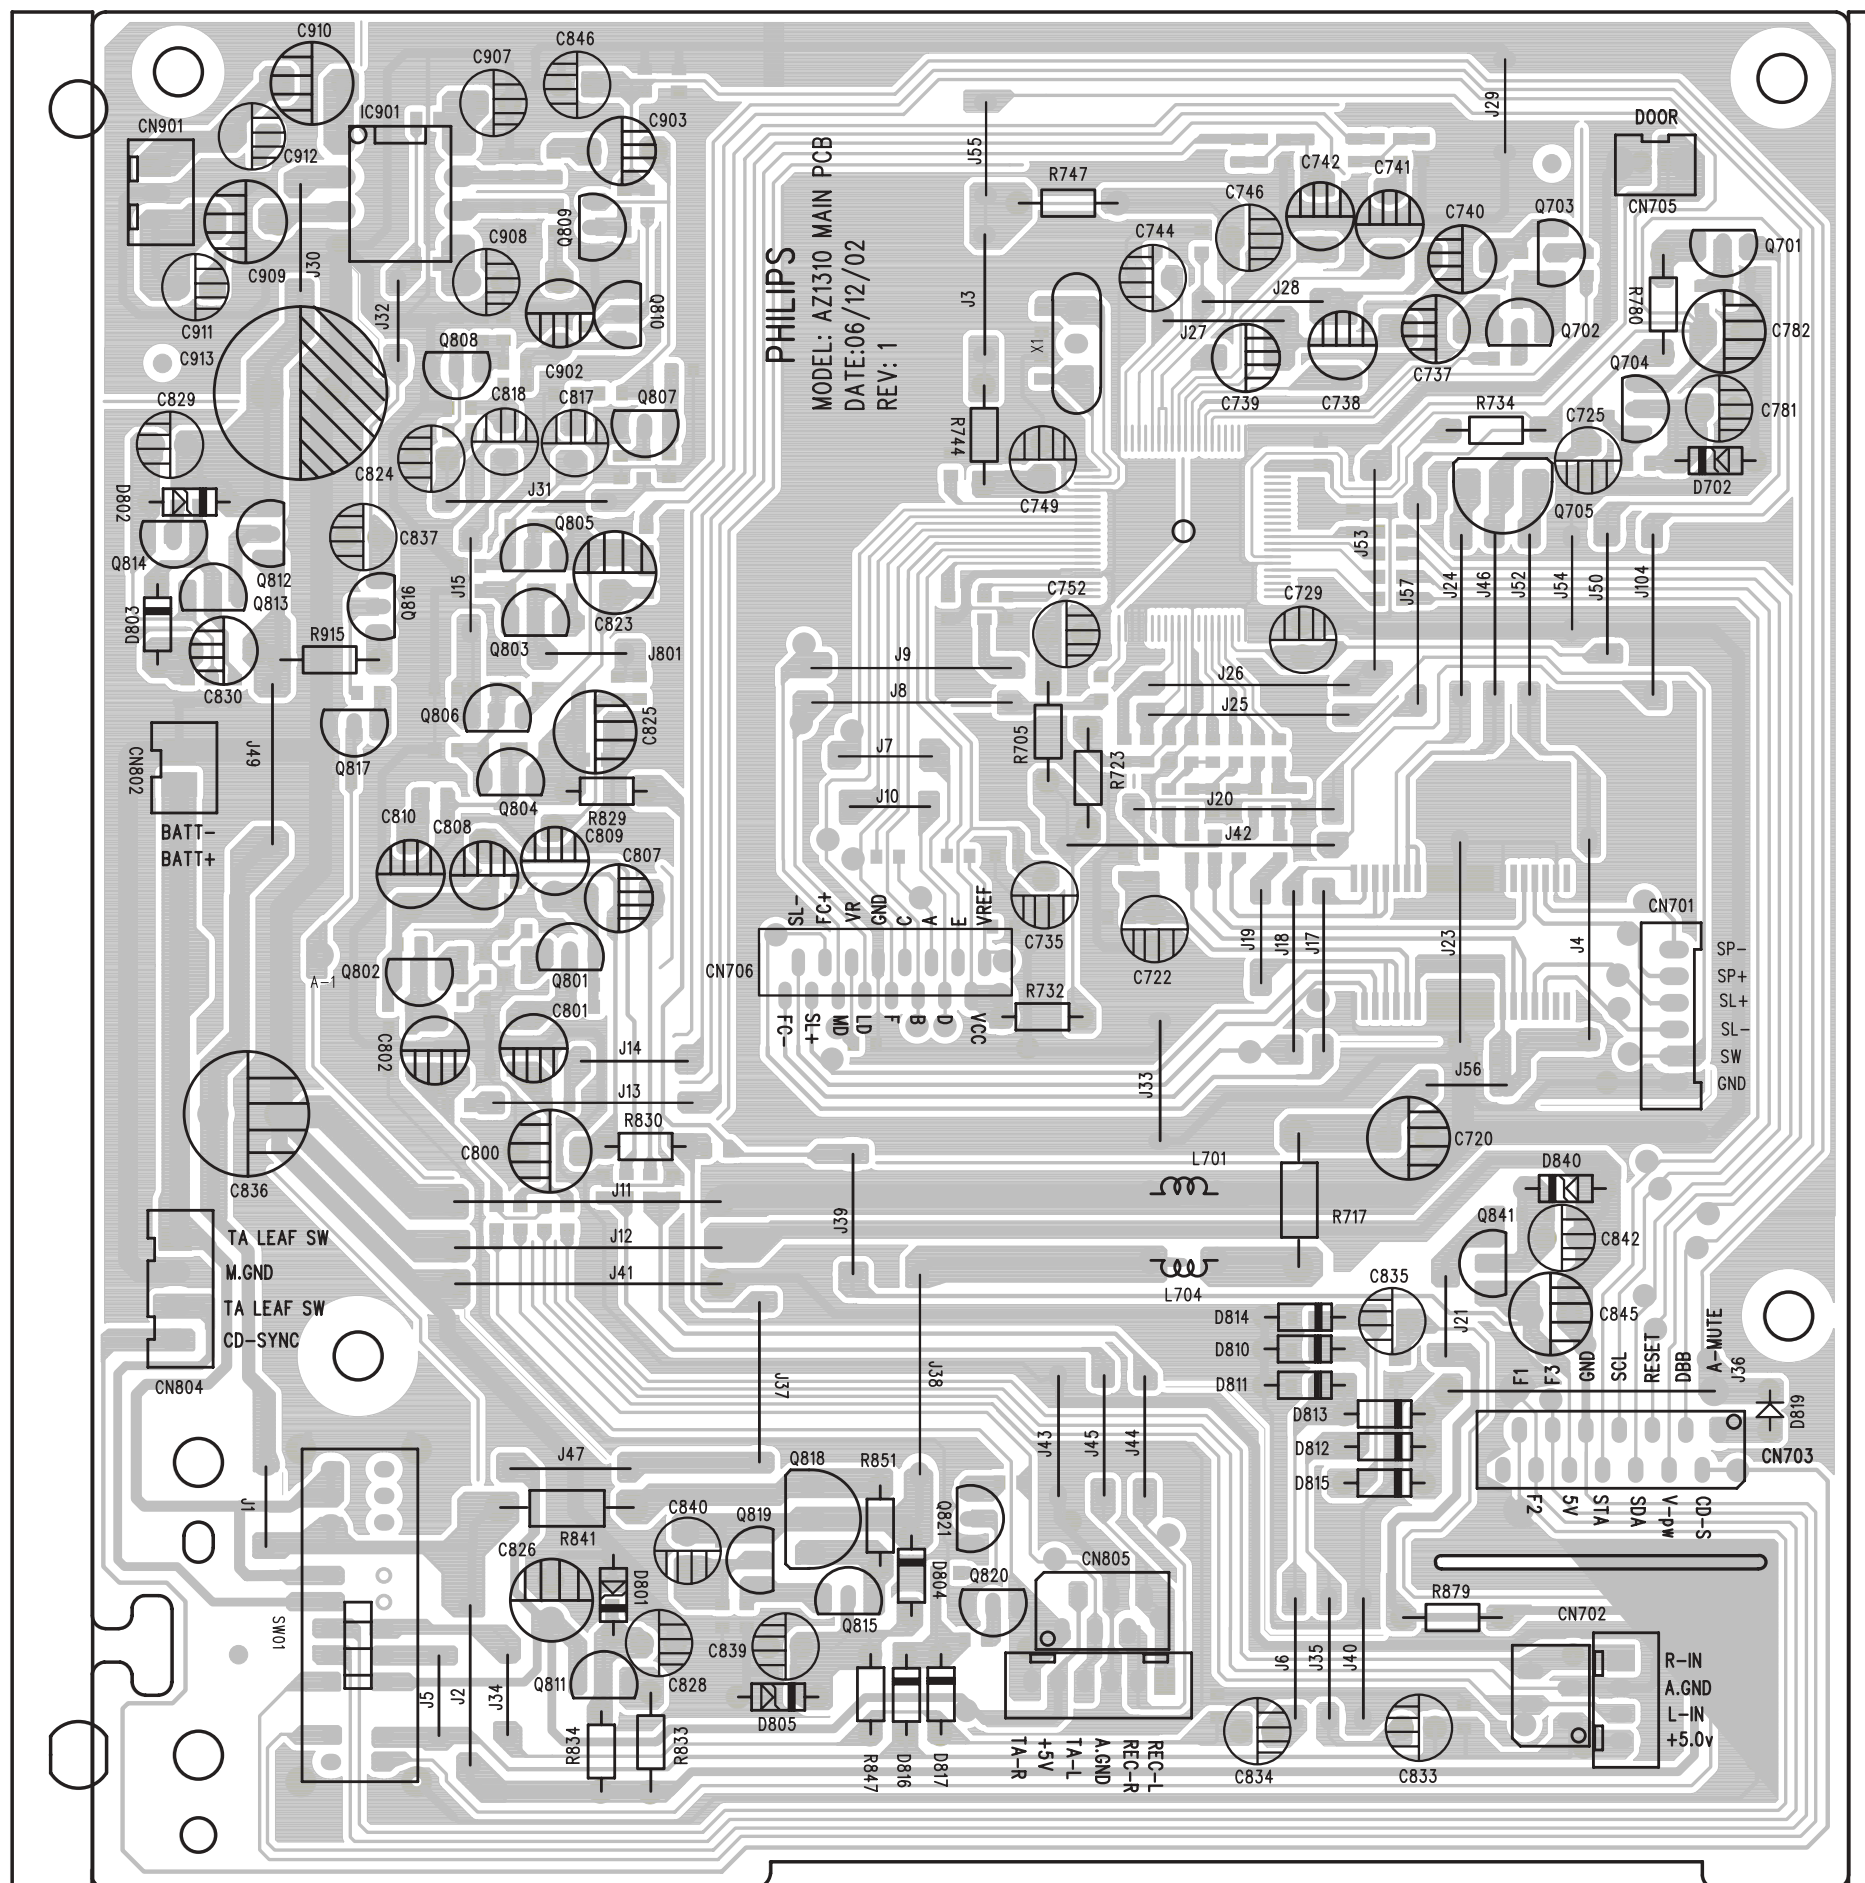 C910
C907
C846
CN901
IC901
C903
C912
J55
J29
DOOR
R747
C742
C741
C746
C740
Q703
CN705
Q701
Q809
C908
C909
J30
C744
PHILIPS
MODEL: AZ1310 MAIN PCB
DATE:06/12/02
REV: 1
J3
J28
J27
R780
C782
C911
C913
J32
Q810
Q808
C902
X1
C739
C738
C737
Q702
Q704
C829
C818
C817
Q807
C824
R744
R734
C725
C781
D702
C749
Q705
D802
J31
Q814
Q812
C837
Q805
Q813
Q816
J15
C823
J53
J57
J24
J46
J52
J54
J50
J104
C752
C729
D803
R915
C830
Q803
J801
J9
J8
J26
J25
Q806
C825
J49
CN802
Q817
J7
R705
R723
Q804
R829
J10
J20
J42
BATT-
BATT+
C810
C808
C809
C807
SL-
FC+
VR
GND
C
A
E
VREF
C735
C722
J19
J18
J17
J23
J4
CN701
SP-
SP+
SL+
SL-
SW
GND
CN706
A-1
Q802
Q801
R732
FC-
SL+
MD
LD
F
B
D
VCC
C802
C801
J14
J13
J33
J56
C836
C800
R830
C720
L701
D840
J11
J12
J41
J39
R717
Q841
C842
TA LEAF SW
M.GND
TA LEAF SW
CD-SYNC
CN804
L704
C835
C845
J21
D814
D810
D811
J37
J38
F1
F3
GND
SCL
RESET
DBB
A-MUTE
J36
D819
D813
D812
D815
J43
J45
J44
CN703
F2
5V
STA
SDA
V-pw
CD-S
J1
J47
R841
Q818
R851
C840
Q819
Q821
C826
D801
D804
CN805
Q820
Q815
R879
CN702
SW01
C839
C828
Q811
J5
J2
J34
D805
J6
J35
J40
R-IN
A.GND
L-IN
+5.0v
R834
R833
R847
D816
D817
TA-R
+5V
TA-L
A.GND
REC-R
REC-L
C834
C833